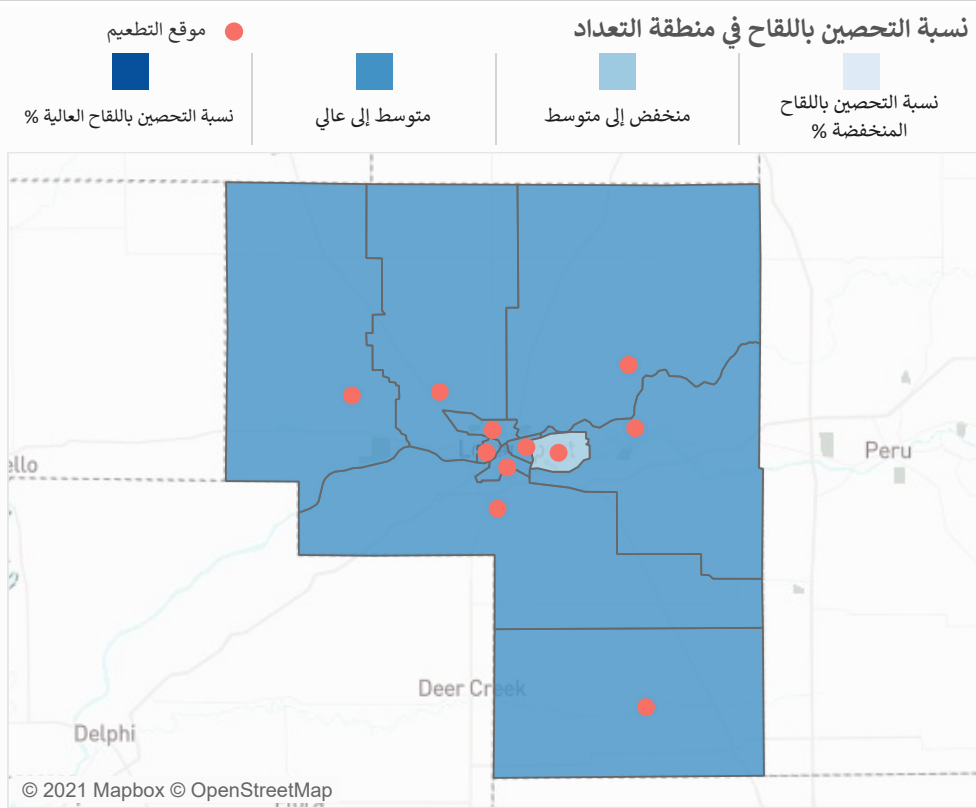 نسبة التحصين باللقاح في منطقة التعداد
موقع التطعيم
نسبة التحصين باللقاح
المنخفضة %
منخفض إلى متوسط
متوسط إلى عالي
نسبة التحصين باللقاح العالية %
Peru
ello
Deer Creek
Delphi
© 2021 Mapbox © OpenStreetMap